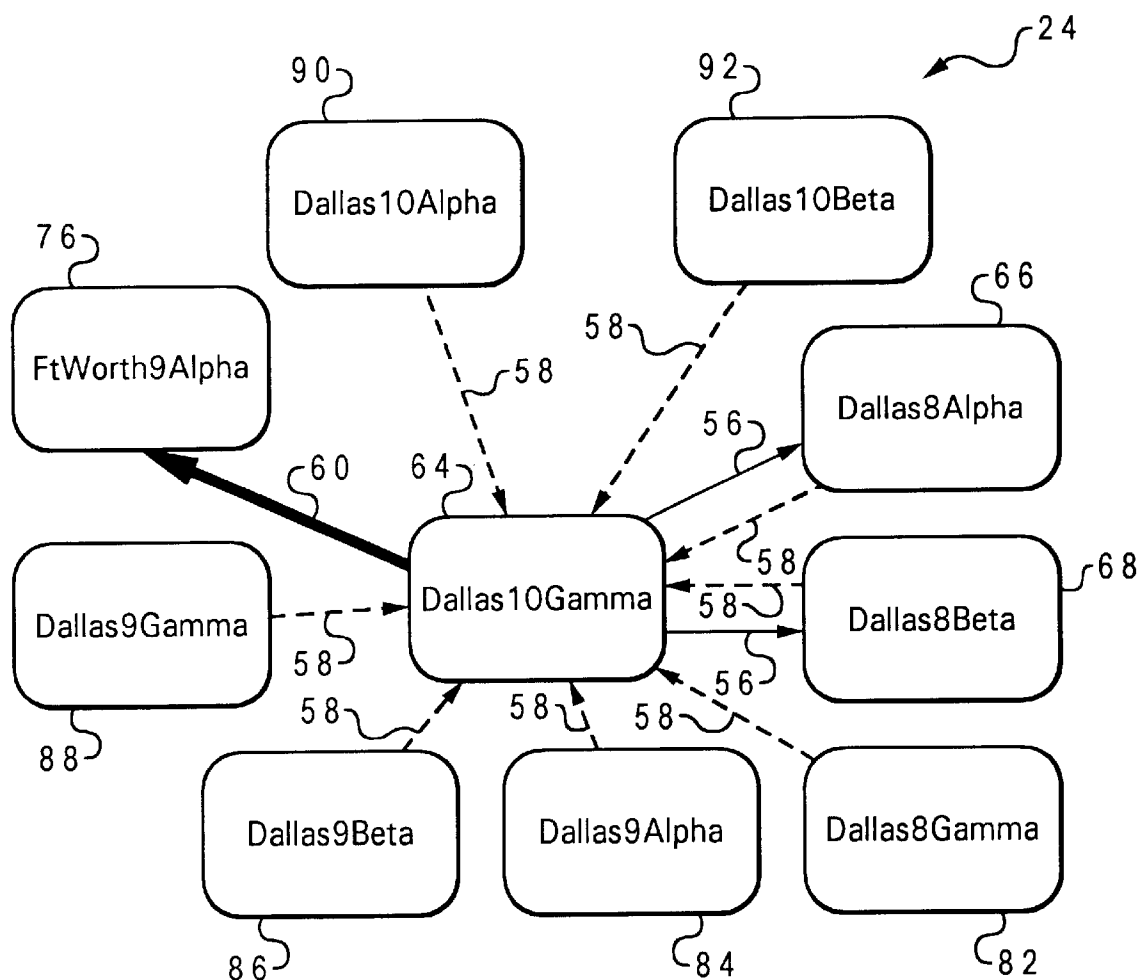 24
90
92
Dallas10Alpha
Dallas10Beta
76
66
FtWorth9Alpha
58
58
Dallas8Alpha
56
60
64
58
68
Dallas9Gamma
58
Dallas10Gamma
58
Dallas8Beta
56
58
58
58
88
Dallas9Beta
Dallas9Alpha
Dallas8Gamma
86
84
82